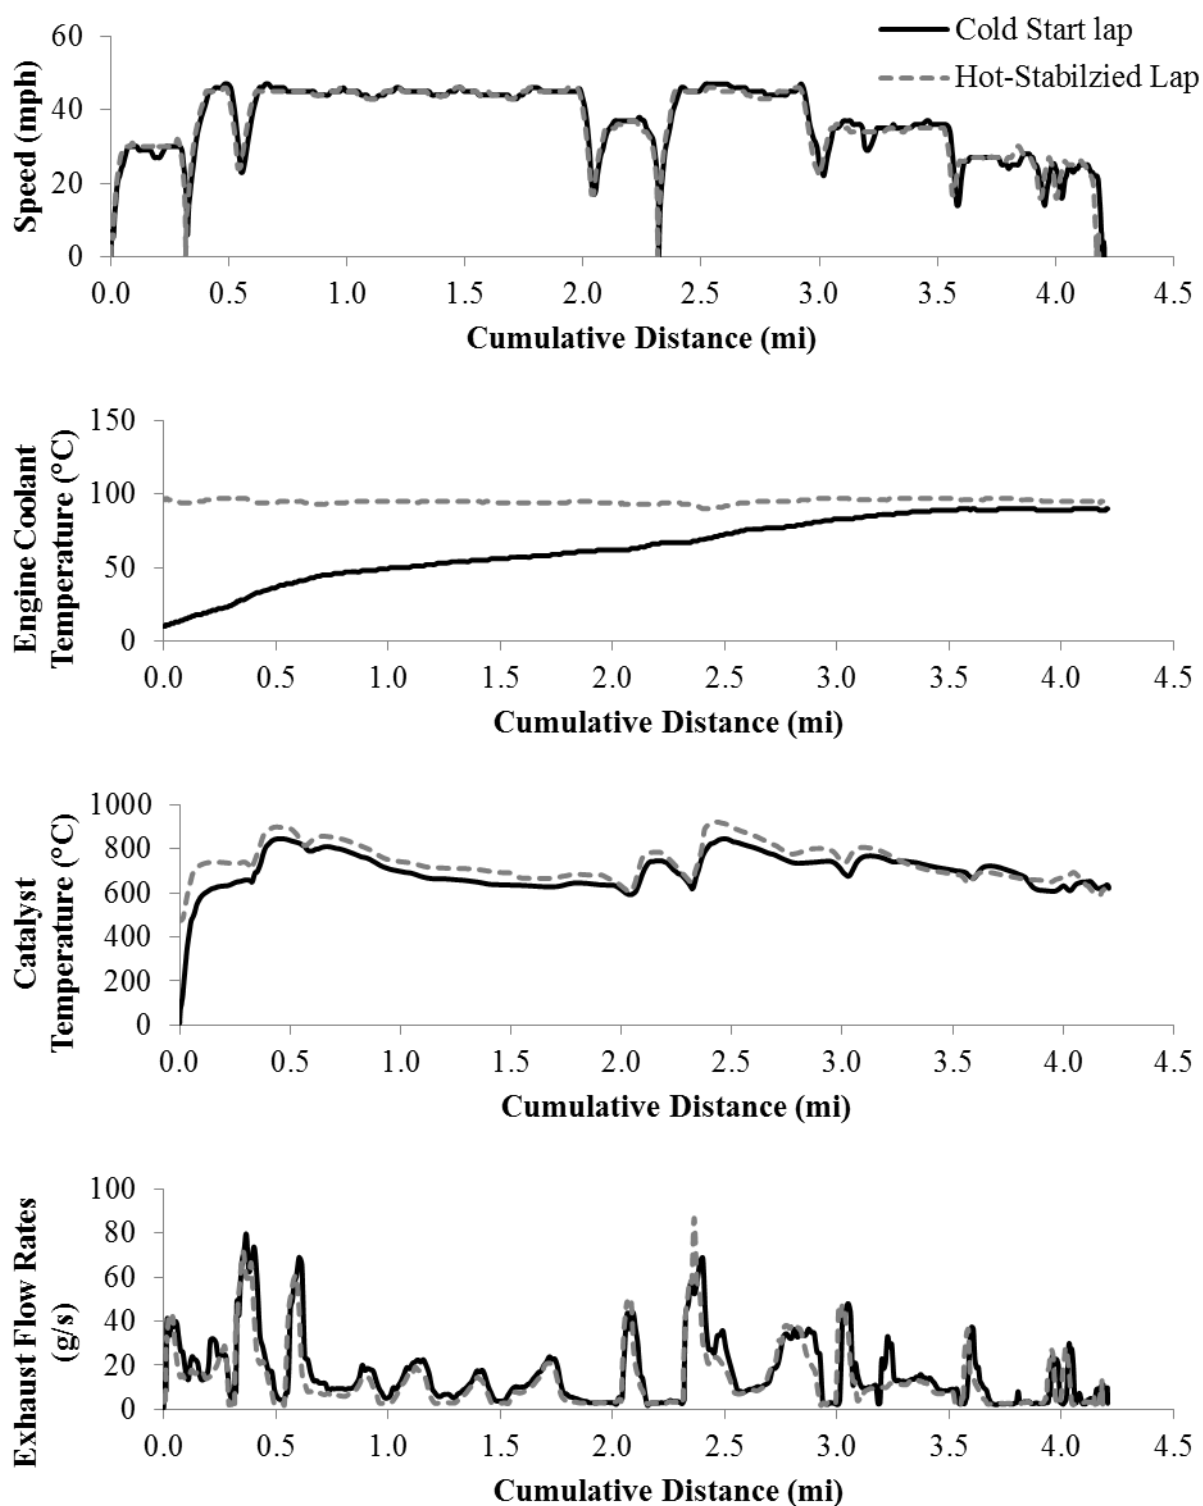 Cold Start lap
Hot-Stabilzied Lap
60
40
20
0
Speed (mph)
0.0 0.5 1.0 1.5 2.0 2.5 3.0 3.5 4.0 4.5
Cumulative Distance (mi)
150
100
50
0
Engine Coolant
Temperature (°C)
0.0 0.5 1.0 1.5 2.0 2.5 3.0 3.5 4.0 4.5
Cumulative Distance (mi)
1000
800
600
400
200
0
Catalyst
Temperature (°C)
0.0 0.5 1.0 1.5 2.0 2.5 3.0 3.5 4.0 4.5
Cumulative Distance (mi)
100
80
60
40
20
0
Exhaust Flow Rates
(g/s)
0.0 0.5 1.0 1.5 2.0 2.5 3.0 3.5 4.0 4.5
Cumulative Distance (mi)